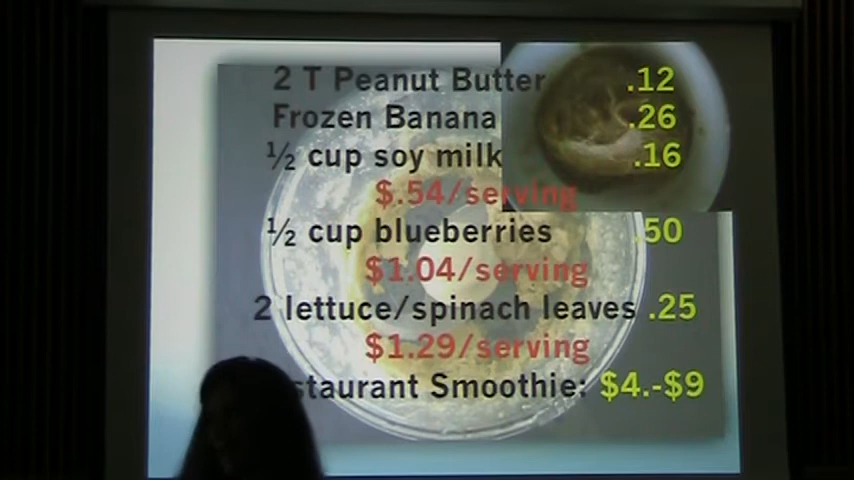 2 T Peanut Butter .12
Frozen Banana .26
½ cup soy milk .16
$.54/serving
½ cup blueberries .50
$1.04/serving
2 lettuce/spinach leaves .25
$1.29/serving
staurant Smoothie: $4.-$9